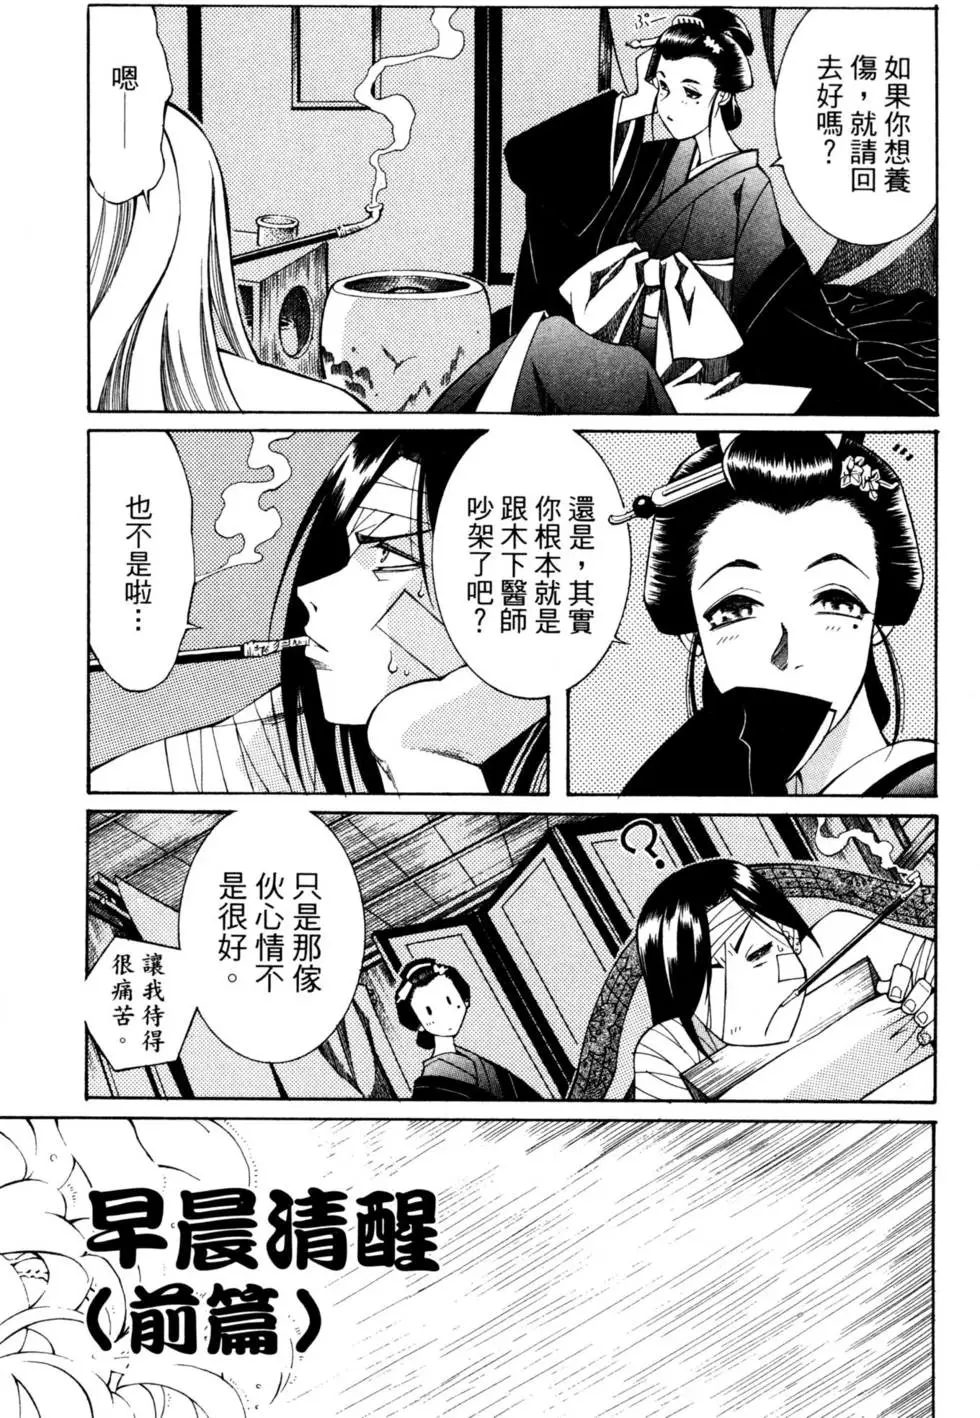 如果你想養
傷，就請回
去好嗎？
ぷー
嗯——
還是，其實
你根本就是
跟木下醫師
吵架了吧？
也不是啦…
？
只是那傢
伙心情不
是很好。
讓我待得
很痛苦。
早晨清醒
（前篇）